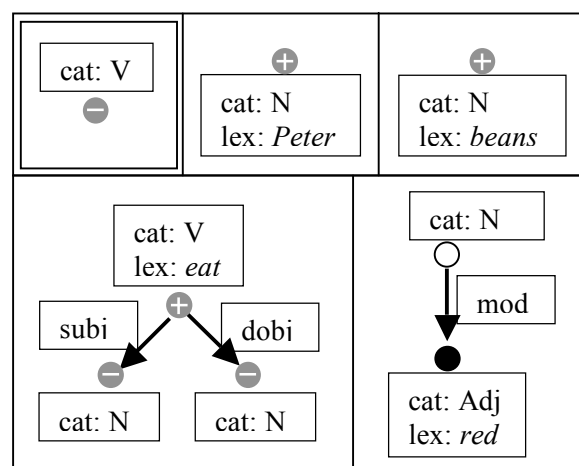 cat: V
−
+
cat: N
lex: Peter
+
cat: N
lex: beans
cat: V
lex: eat
+
subj
dobj
−
−
cat: N
cat: N
cat: N
mod
cat: Adj
lex: red